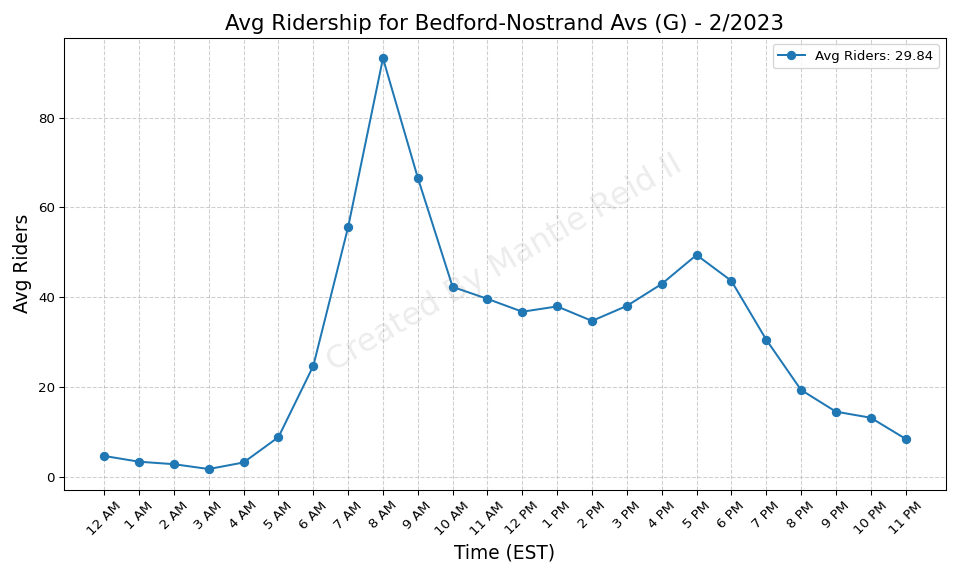 Avg Ridership for Bedford-Nostrand Avs (G) - 2/2023
Avg Riders: 29.84
Avg Riders
80
60
40
20
0
Created By Mantie Reid II
12 AM
1 AM
2 AM
3 AM
4 AM
5 AM
6 AM
7 AM
8 AM
9 AM
10 AM
11 AM
12 PM
1 PM
2 PM
3 PM
4 PM
5 PM
6 PM
7 PM
8 PM
9 PM
10 PM
11 PM
Time (EST)